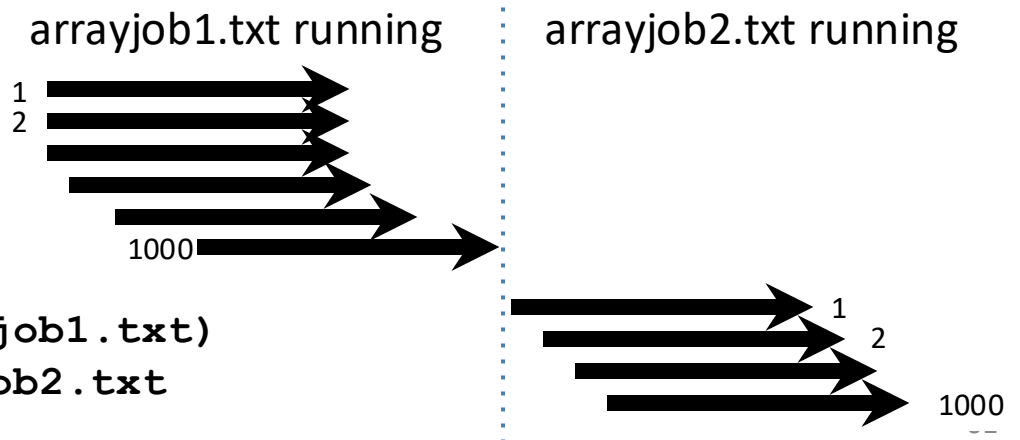 arrayjob1.txt running
arrayjob2.txt running
1
2
1000
1
job1.txt)
2
ob2.txt
1000